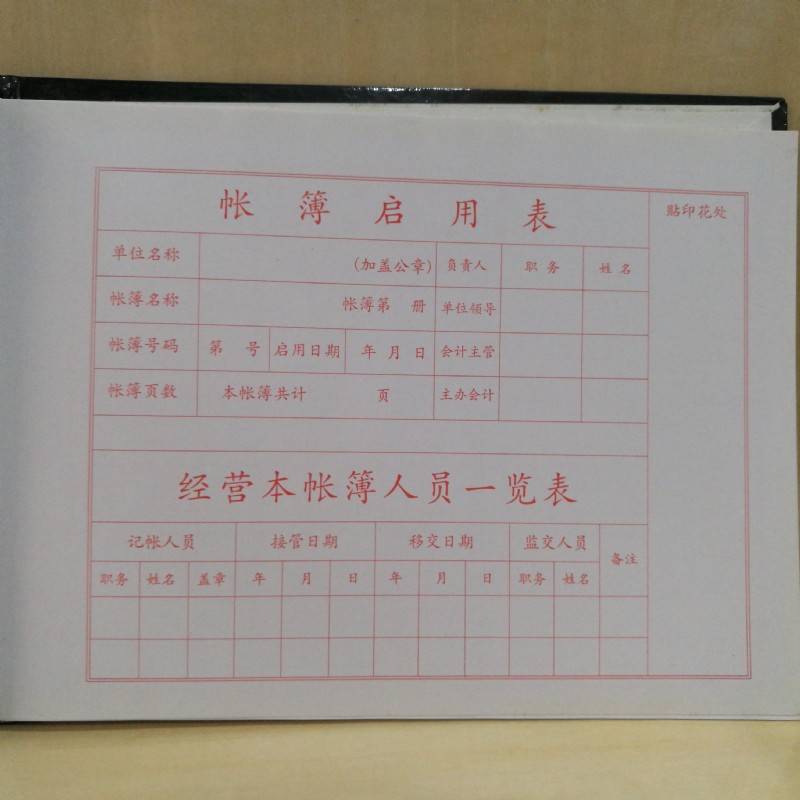 帐簿启用表 贴印花处
单位名称 (加盖公章) 负责人 职务 姓名
帐簿名称 帐簿第 册 单位领导
帐簿号码 第 号 启用日期 年 月 日 会计主管
帐簿页数 本帐簿共计 页 主办会计
经营本帐簿人员一览表
记帐人员 接管日期 移交日期 监交人员 备注
职务 姓名 盖章 年 月 日 年 月 日 职务 姓名